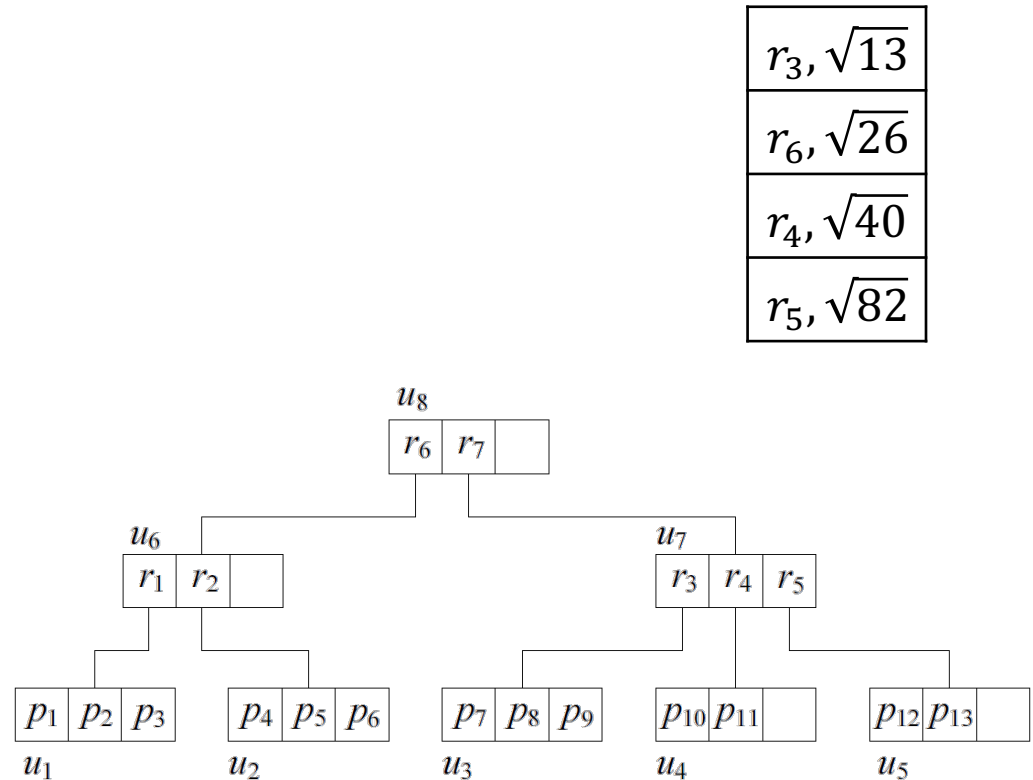 r₃, √13
r₆, √26
r₄, √40
r₅, √82
u₈
r₆ r₇
u₆ u₇
r₁ r₂ r₃ r₄ r₅
p₁ p₂ p₃ p₄ p₅ p₆ p₇ p₈ p₉ p₁₀ p₁₁ p₁₂ p₁₃
u₁ u₂ u₃ u₄ u₅